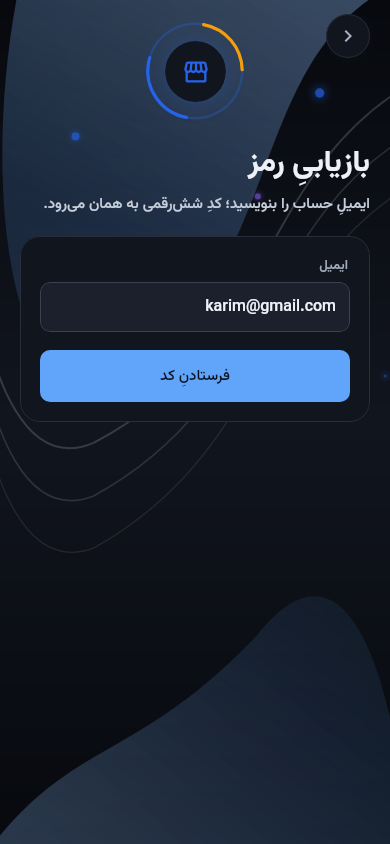 بازیابیِ رمز
ایمیلِ حساب را بنویسید؛ کدِ شش‌رقمی به همان می‌رود.
ایمیل
karim@gmail.com
فرستادنِ کد